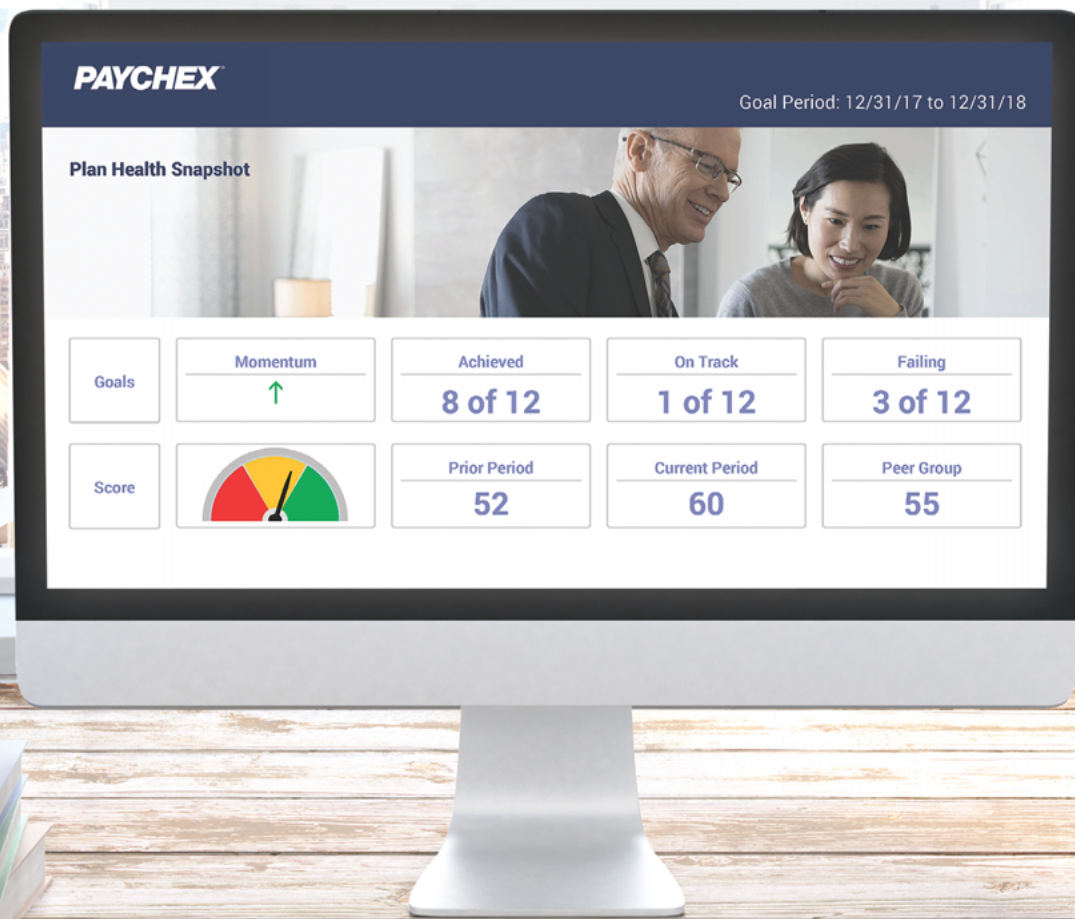 PAYCHEX
Goal Period: 12/31/17 to 12/31/18
Plan Health Snapshot
Goals
Momentum
↑
Achieved
8 of 12
On Track
1 of 12
Failing
3 of 12
Score
Prior Period
52
Current Period
60
Peer Group
55